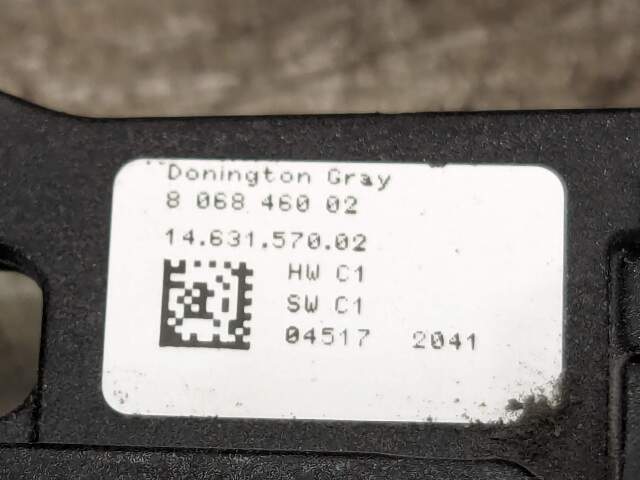 Donington Gray
8 068 460 02
14.631.570.02
HW C1
SW C1
04517 2041